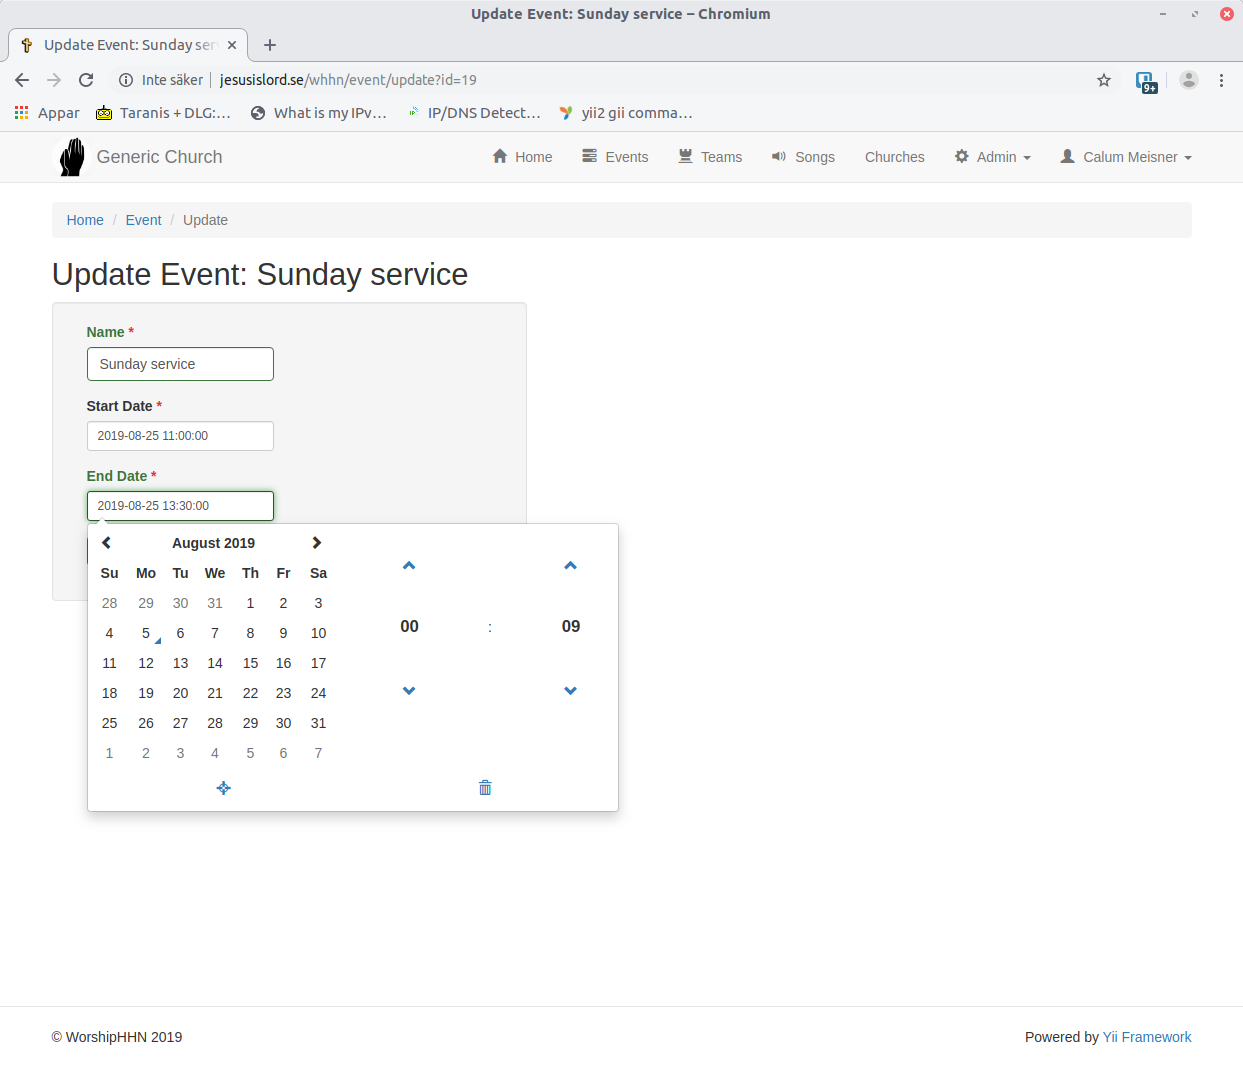 Update Event: Sunday service – Chromium
Update Event: Sunday ser
Inte säker jesusislord.se/whhn/event/update?id=19 9+
Appar Taranis + DLG:… What is my IPv… IP IP/DNS Detect… yii2 gii comma…
Generic Church Home Events Teams Songs Churches Admin Calum Meisner
Home / Event / Update
Update Event: Sunday service
Name *
Sunday service
Start Date *
2019-08-25 11:00:00
End Date *
2019-08-25 13:30:00
August 2019
Su Mo Tu We Th Fr Sa
28 29 30 31 1 2 3
4 5 6 7 8 9 10
11 12 13 14 15 16 17
18 19 20 21 22 23 24
25 26 27 28 29 30 31
1 2 3 4 5 6 7
00 : 09
© WorshipHHN 2019 Powered by Yii Framework